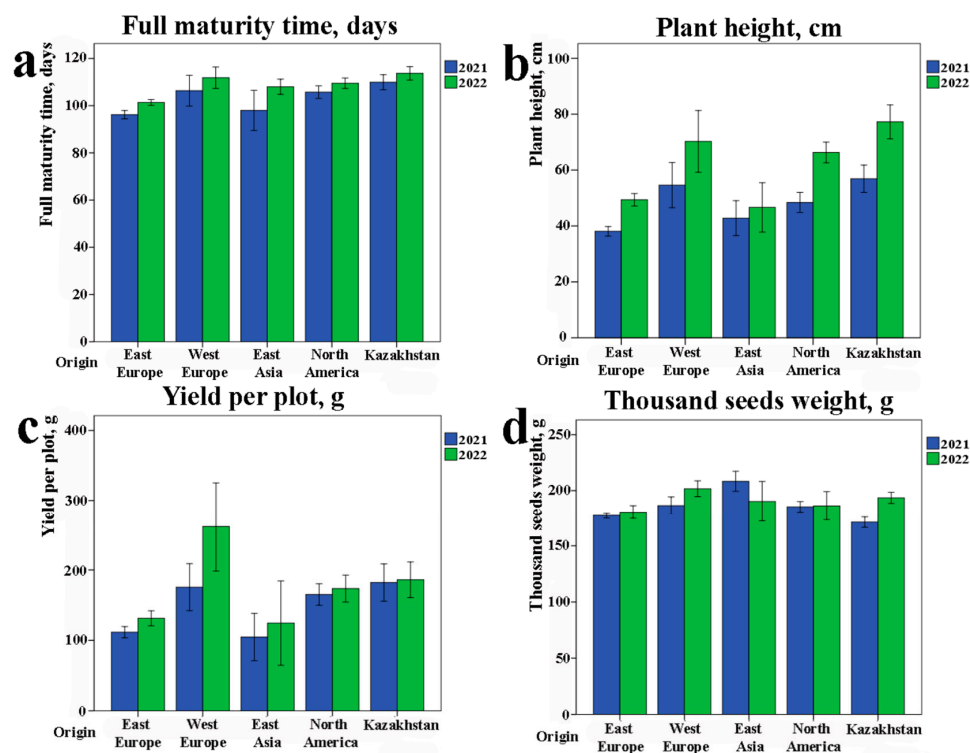 Full maturity time, days
a
Full maturity time, days
120
100
80
60
40
20
0
2021
2022
Origin
East Europe
West Europe
East Asia
North America
Kazakhstan
Plant height, cm
b
Plant height, cm
100
80
60
40
20
0
2021
2022
Origin
East Europe
West Europe
East Asia
North America
Kazakhstan
Yield per plot, g
c
Yield per plot, g
400
300
200
100
0
2021
2022
Origin
East Europe
West Europe
East Asia
North America
Kazakhstan
Thousand seeds weight, g
d
Thousand seeds weight, g
250
200
150
100
50
0
2021
2022
Origin
East Europe
West Europe
East Asia
North America
Kazakhstan